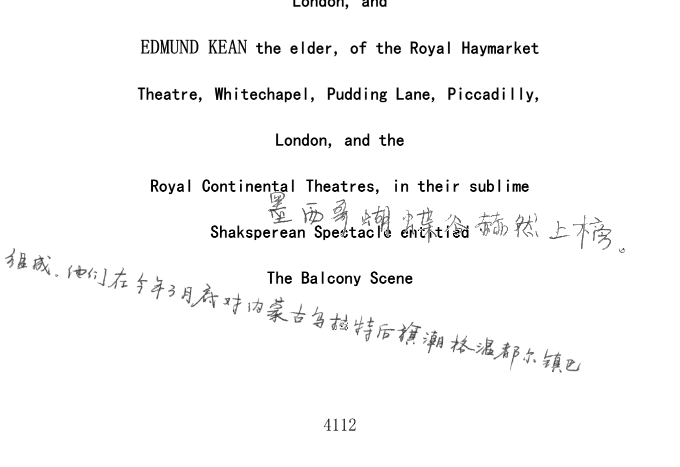 London, and
EDMUND KEAN the elder, of the Royal Haymarket
Theatre, Whitechapel, Pudding Lane, Piccadilly,
London, and the
Royal Continental Theatres, in their sublime
墨西哥蝴蝶谷赫然上榜。
Shaksperean Spectacle entitled
组成。他们在今年3月底对内蒙古乌拉特后旗潮格温都尔镇巴
The Balcony Scene
4112